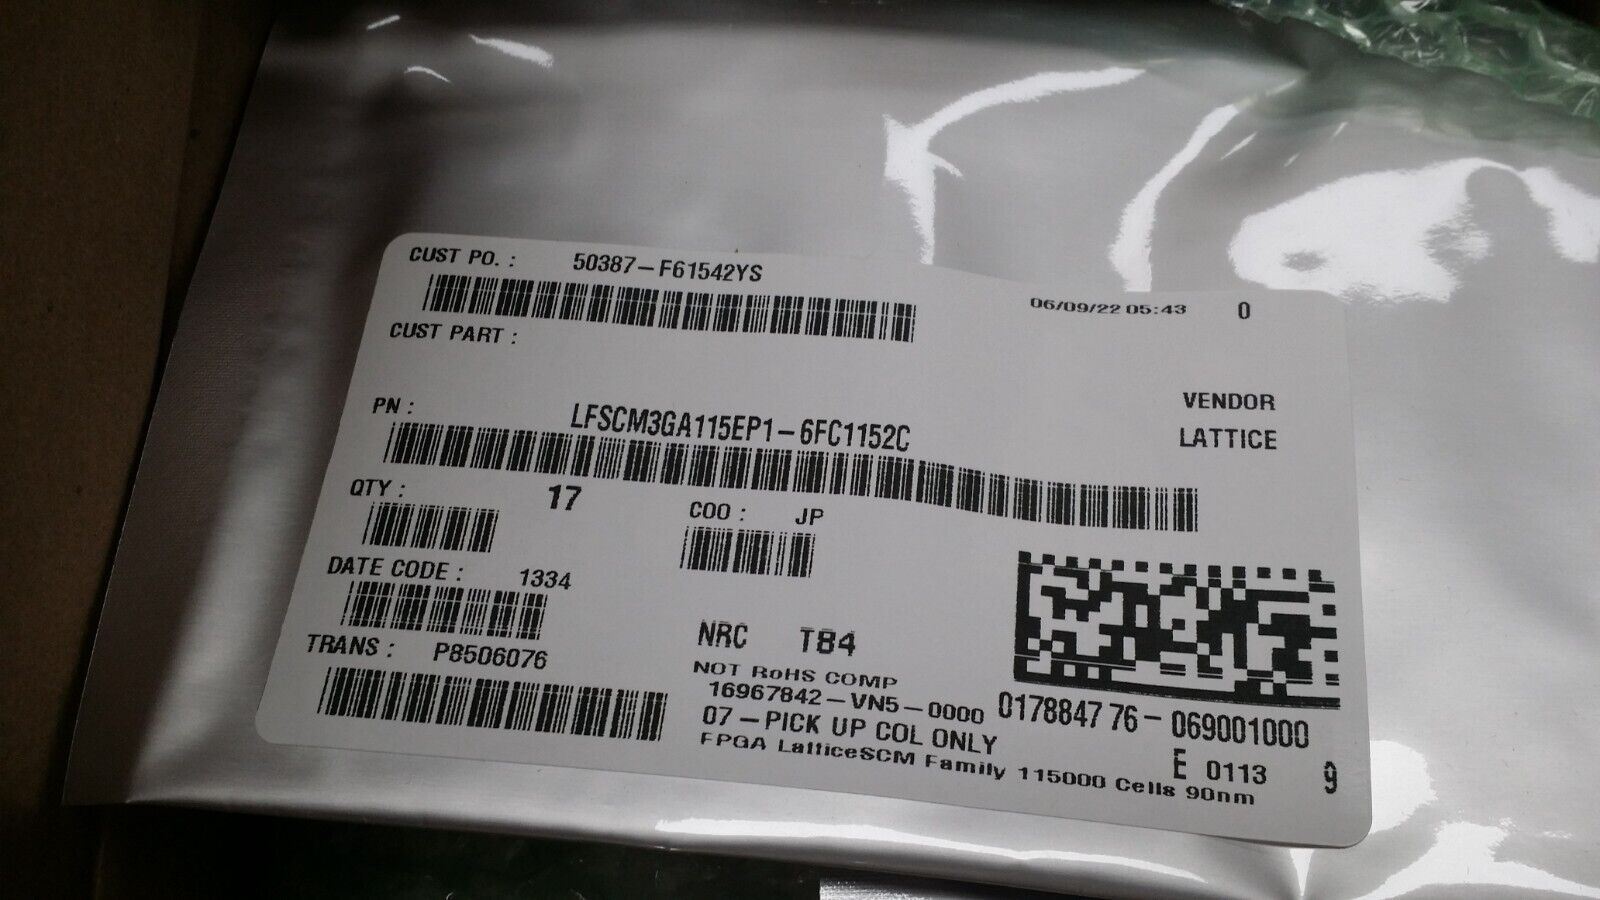 CUST PO. : 50387-F61542YS
06/09/22 05:43 0
CUST PART :
VENDOR
PN : LFSCM3GA115EP1-6FC1152C
LATTICE
QTY : 17
COO : JP
DATE CODE : 1334
NRC T84
TRANS : P8506076
NOT RoHS COMP
16967842-VN5-0000
017884776-069001000
07-PICK UP COL ONLY
E 0113 9
FPGA LatticeSCM Family 115000 Cells 90nm